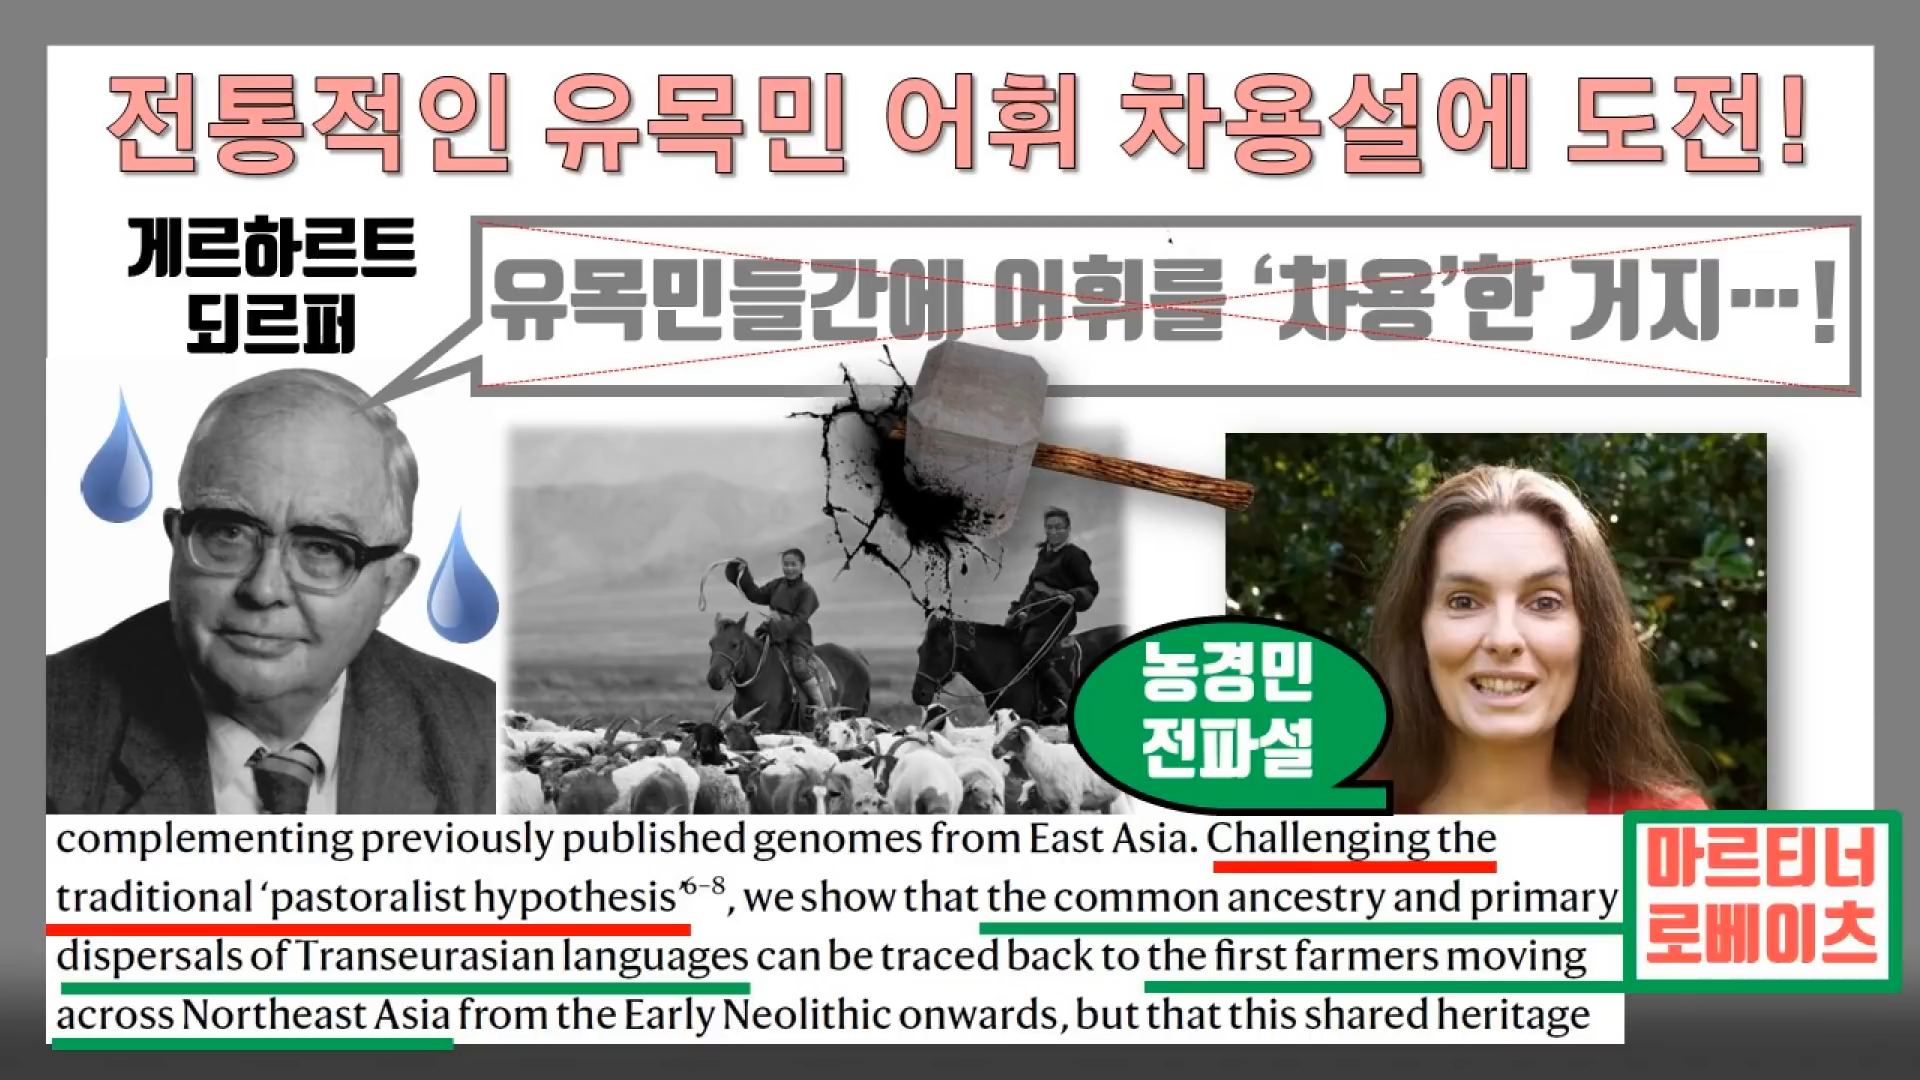 전통적인 유목민 어휘 차용설에 도전!
게르하르트
되르퍼
유목민들간에 어휘를 ‘차용’한 거지…!
농경민
전파설
complementing previously published genomes from East Asia. Challenging the
traditional ‘pastoralist hypothesis’6–8, we show that the common ancestry and primary
dispersals of Transeurasian languages can be traced back to the first farmers moving
across Northeast Asia from the Early Neolithic onwards, but that this shared heritage
마르티너
로베이츠